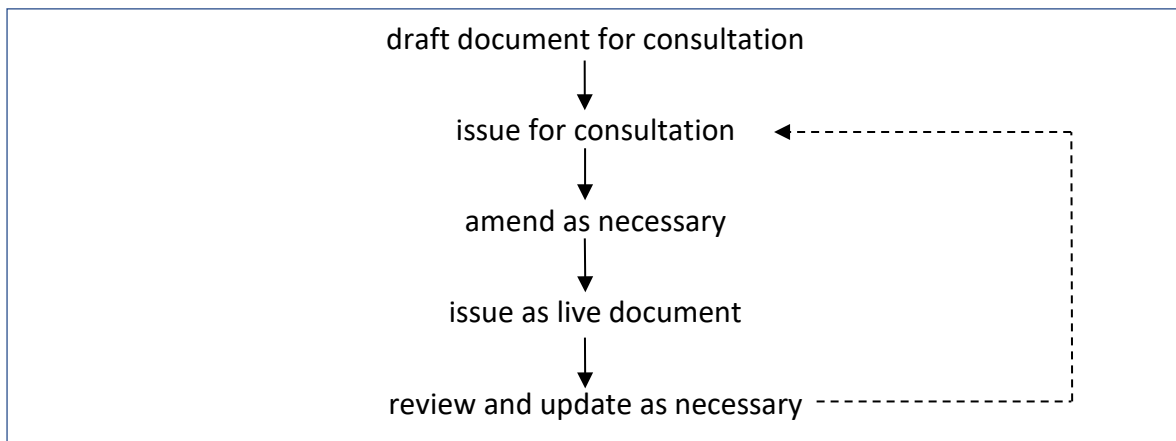 draft document for consultation
issue for consultation
amend as necessary
issue as live document
review and update as necessary